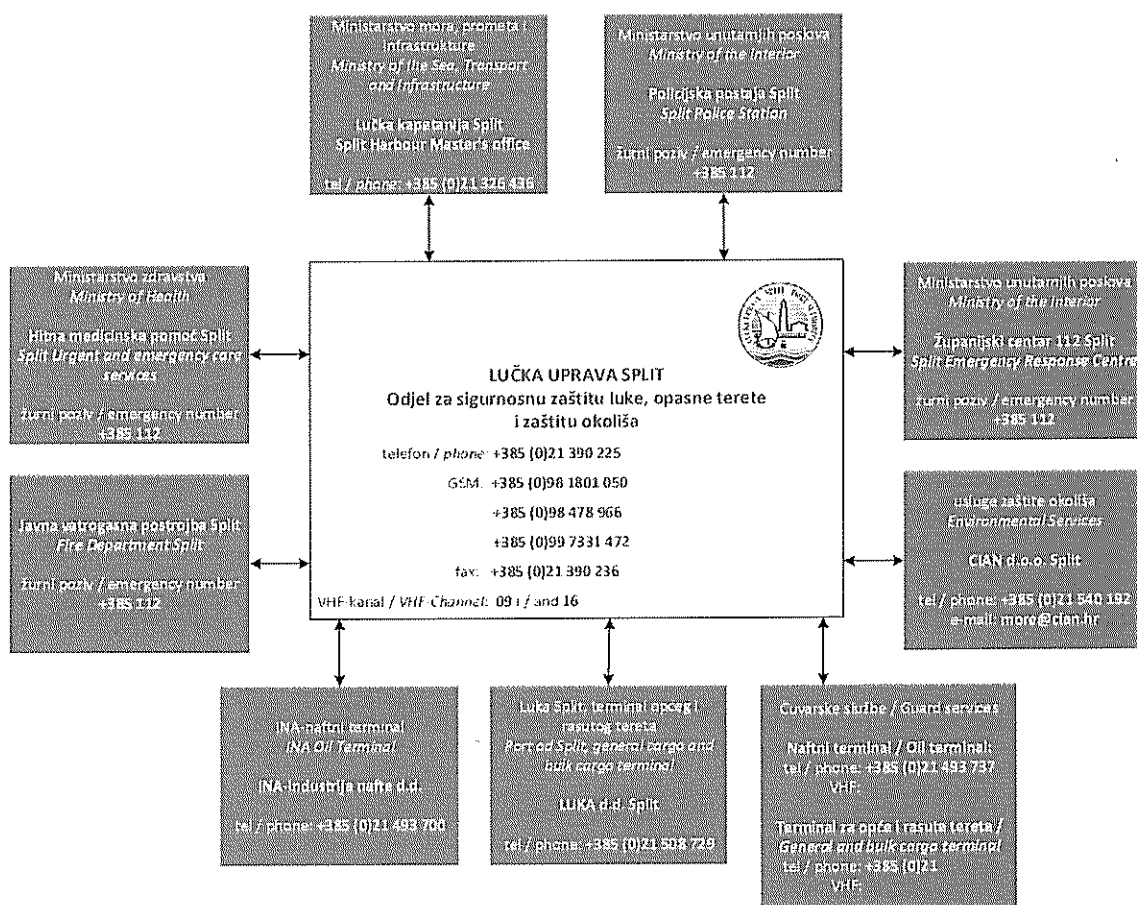 Ministarstvo mora, prometa i
infrastrukture
Ministry of the Sea, Transport
and Infrastructure
Lučka kapetanija Split
Split Harbour Master's office
tel / phone: +385 (0)21 326 436
Ministarstvo unutarnjih poslova
Ministry of the Interior
Policijska postaja Split
Split Police Station
žurni poziv / emergency number
+385 112
Ministarstvo zdravstva
Ministry of Health
Hitna medicinska pomoć Split
Split Urgent and emergency care
services
žurni poziv / emergency number
+385 112
LUČKA UPRAVA SPLIT
Odjel za sigurnosnu zaštitu luke, opasne terete
i zaštitu okoliša
telefon / phone: +385 (0)21 390 225
GSM: +385 (0)98 1801 050
+385 (0)98 478 966
+385 (0)99 7331 472
fax: +385 (0)21 390 236
VHF-kanal / VHF-Channel: 09 i / and 16
Ministarstvo unutarnjih poslova
Ministry of the Interior
Županijski centar 112 Split
Split Emergency Response Centre
žurni poziv / emergency number
+385 112
Javna vatrogasna postrojba Split
Fire Department Split
žurni poziv / emergency number
+385 112
usluge zaštite okoliša
Environmental Services
CIAN d.o.o. Split
tel / phone: +385 (0)21 540 192
e-mail: more@cian.hr
INA-naftni terminal
INA Oil Terminal
INA-Industrija nafte d.d.
tel / phone: +385 (0)21 493 700
Luka Split, terminal općeg i
rasutog tereta
Port od Split, general cargo and
bulk cargo terminal
LUKA d.d. Split
tel / phone: +385 (0)21 508 729
Čuvarske službe / Guard services
Naftni terminal / Oil terminal:
tel / phone: +385 (0)21 493 737
VHF:
Terminal za opće i rasute tereta /
General and bulk cargo terminal
tel / phone: +385 (0)21
VHF: